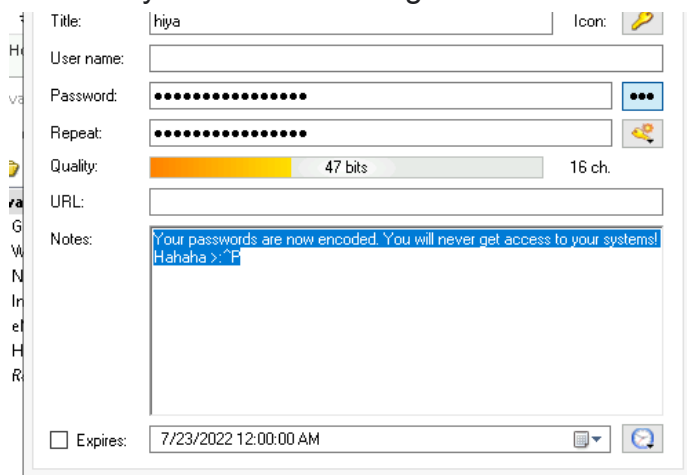 Title: hiya Icon:
User name:
Password: ●●●●●●●●●●●●●●●● ●●●
Repeat: ●●●●●●●●●●●●●●●●
Quality: 47 bits 16 ch.
URL:
Notes: Your passwords are now encoded. You will never get access to your systems!
Hahaha >:^P
Expires: 7/23/2022 12:00:00 AM